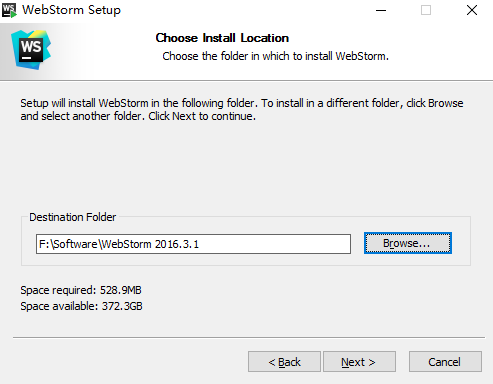 WebStorm Setup
WS
Choose Install Location
Choose the folder in which to install WebStorm.
Setup will install WebStorm in the following folder. To install in a different folder, click Browse
and select another folder. Click Next to continue.
Destination Folder
F:\Software\WebStorm 2016.3.1
Browse...
Space required: 528.9MB
Space available: 372.3GB
< Back
Next >
Cancel